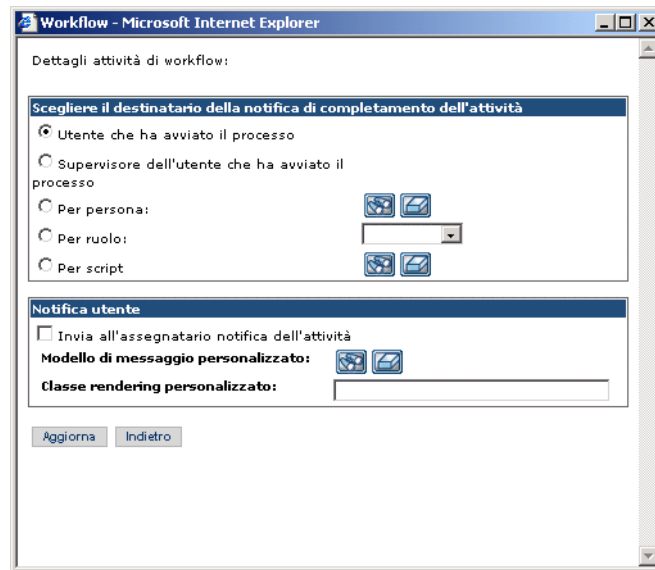 Workflow - Microsoft Internet Explorer
Dettagli attività di workflow:
Scegliere il destinatario della notifica di completamento dell'attività
Utente che ha avviato il processo
Supervisore dell'utente che ha avviato il
processo
Per persona:
Per ruolo:
Per script
Notifica utente
Invia all'assegnatario notifica dell'attività
Modello di messaggio personalizzato:
Classe rendering personalizzato:
Aggiorna Indietro